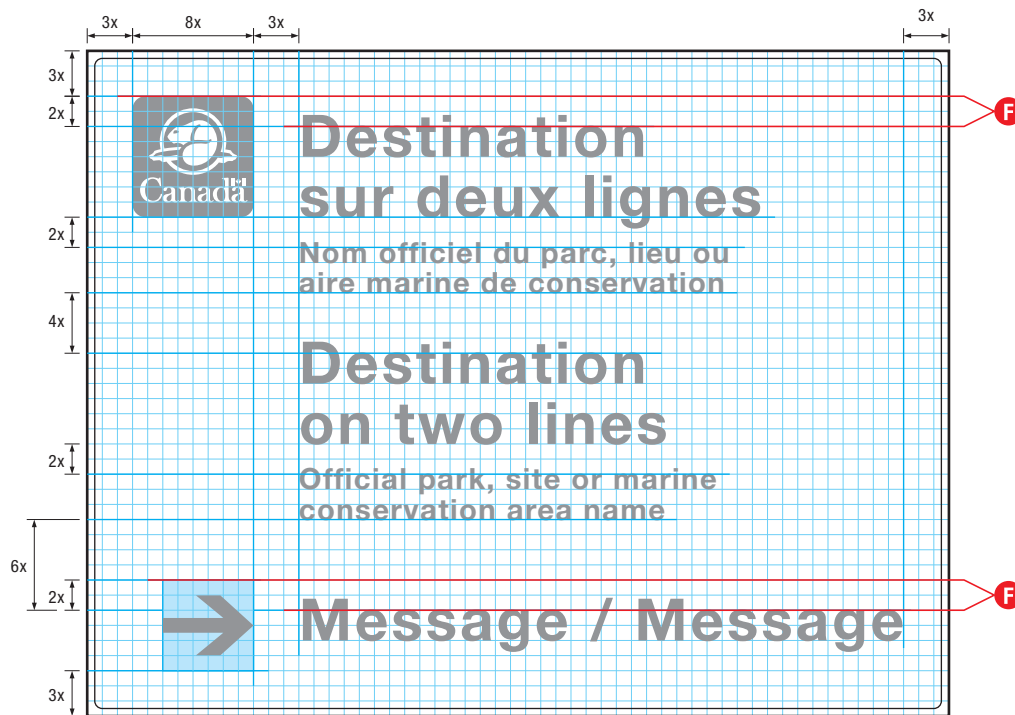 3x 8x 3x 3x
3x
2x
F
Canada
Destination
sur deux lignes
2x
Nom officiel du parc, lieu ou
aire marine de conservation
4x
Destination
on two lines
2x
Official park, site or marine
conservation area name
6x
2x
F
Message / Message
3x